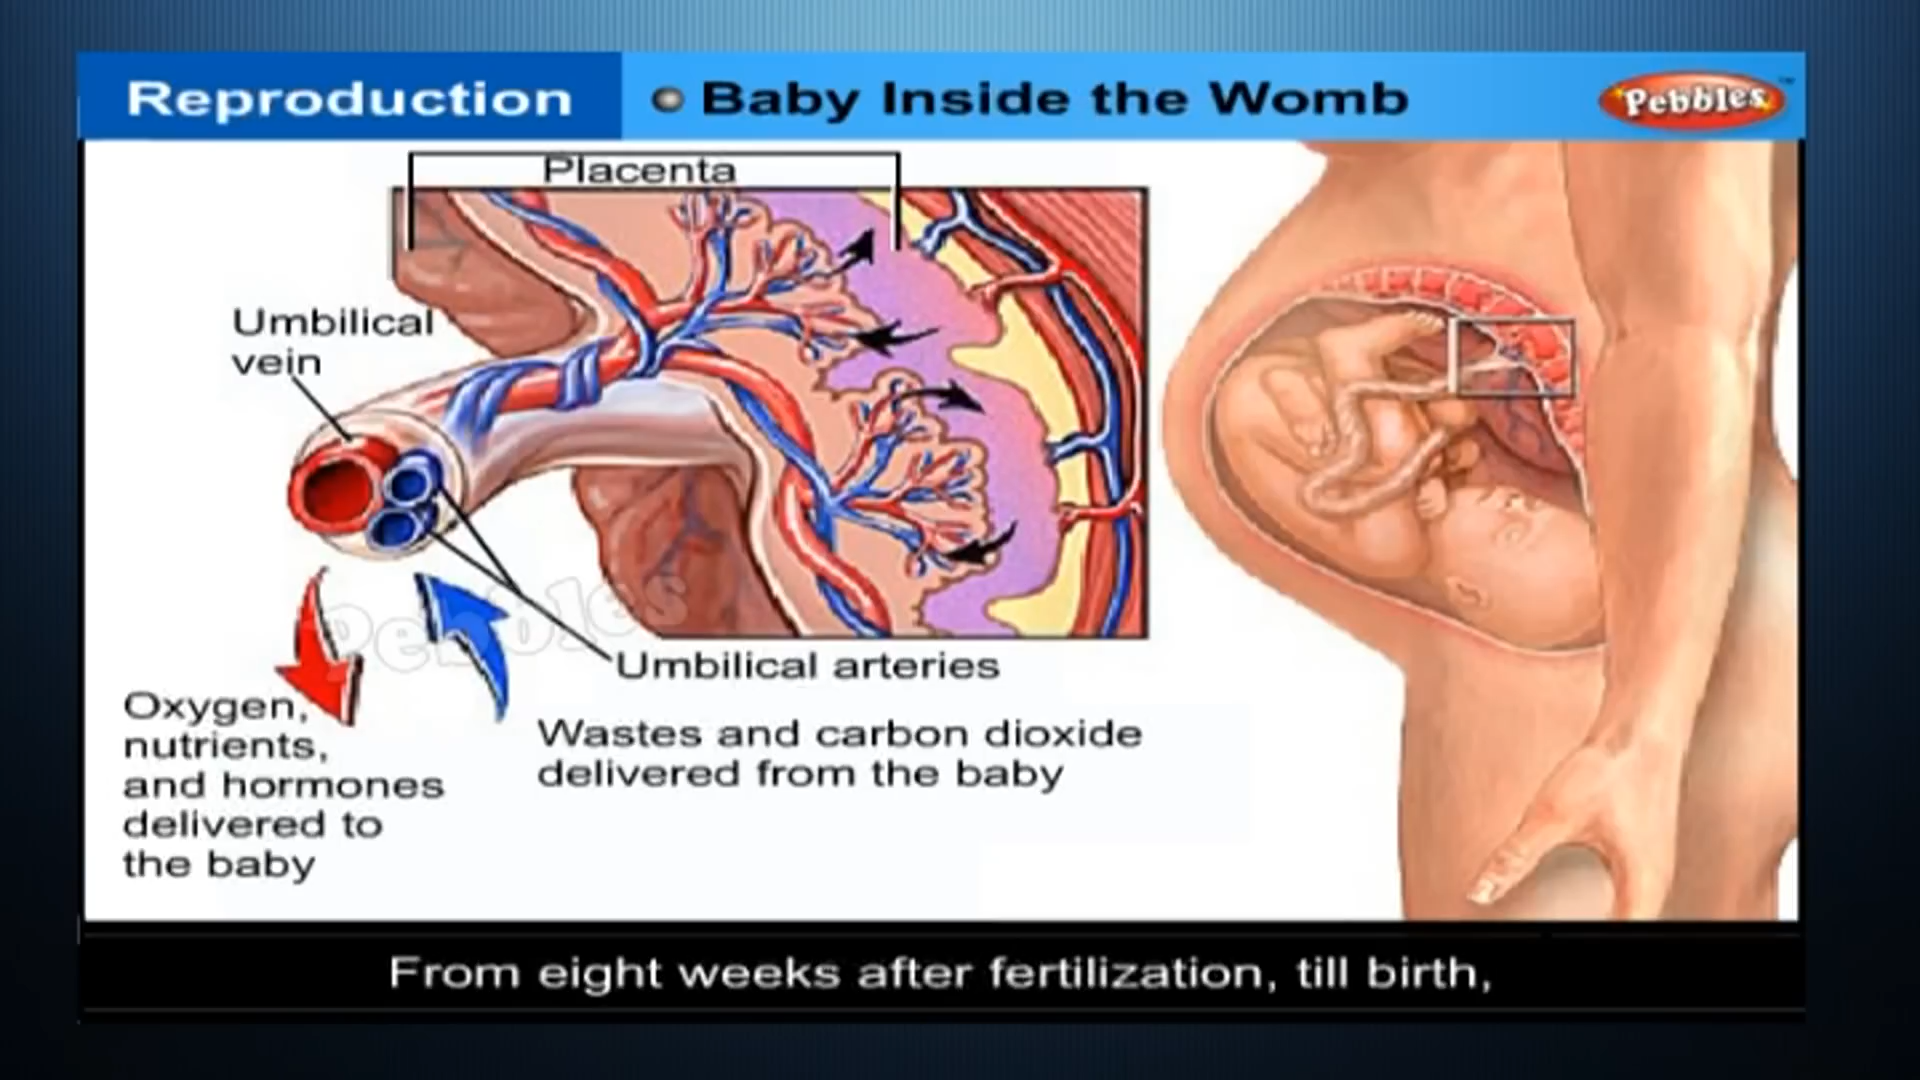 Reproduction
Baby Inside the Womb
Pebbles™
Placenta
Umbilical
vein
Pebbles
Umbilical arteries
Oxygen,
nutrients,
and hormones
delivered to
the baby
Wastes and carbon dioxide
delivered from the baby
From eight weeks after fertilization, till birth,